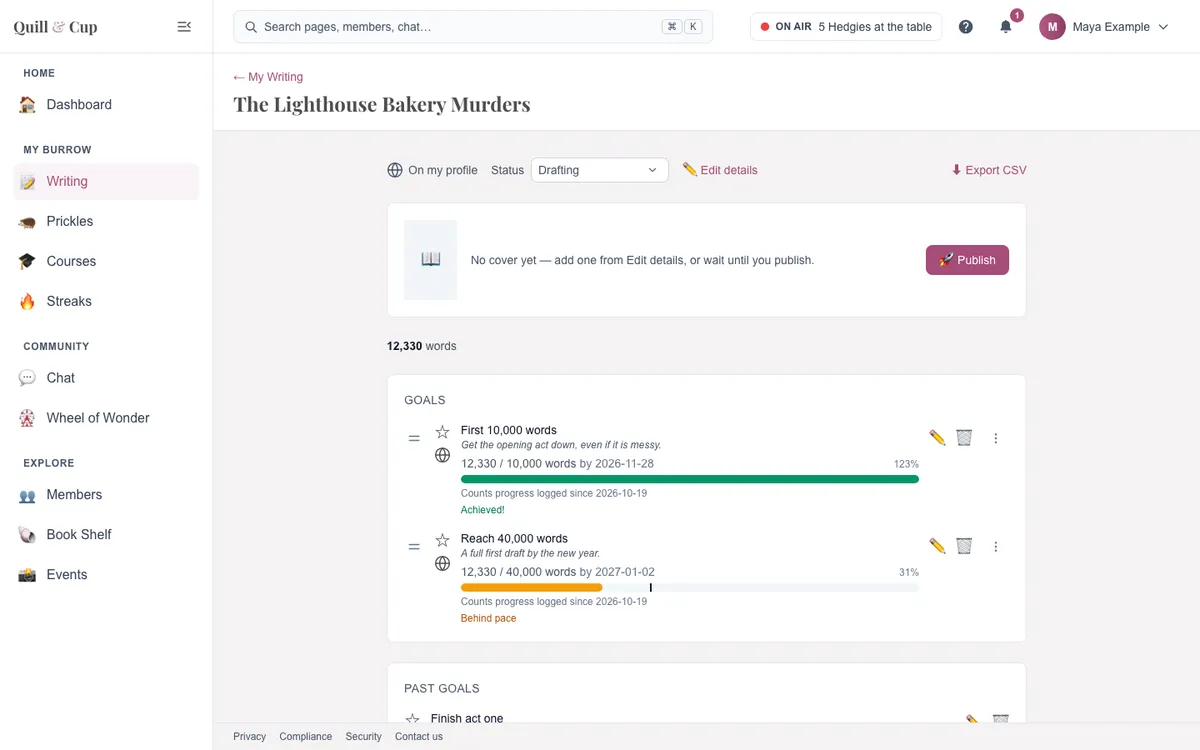 Quill & Cup
Search pages, members, chat…
⌘ K
ON AIR 5 Hedgies at the table
1
M
Maya Example
HOME
Dashboard
MY BURROW
Writing
Prickles
Courses
Streaks
COMMUNITY
Chat
Wheel of Wonder
EXPLORE
Members
Book Shelf
Events
← My Writing
The Lighthouse Bakery Murders
On my profile Status Drafting Edit details Export CSV
No cover yet — add one from Edit details, or wait until you publish.
Publish
12,330 words
GOALS
First 10,000 words
Get the opening act down, even if it is messy.
12,330 / 10,000 words by 2026-11-28 123%
Counts progress logged since 2026-10-19
Achieved!
Reach 40,000 words
A full first draft by the new year.
12,330 / 40,000 words by 2027-01-02 31%
Counts progress logged since 2026-10-19
Behind pace
PAST GOALS
Finish act one
Privacy Compliance Security Contact us